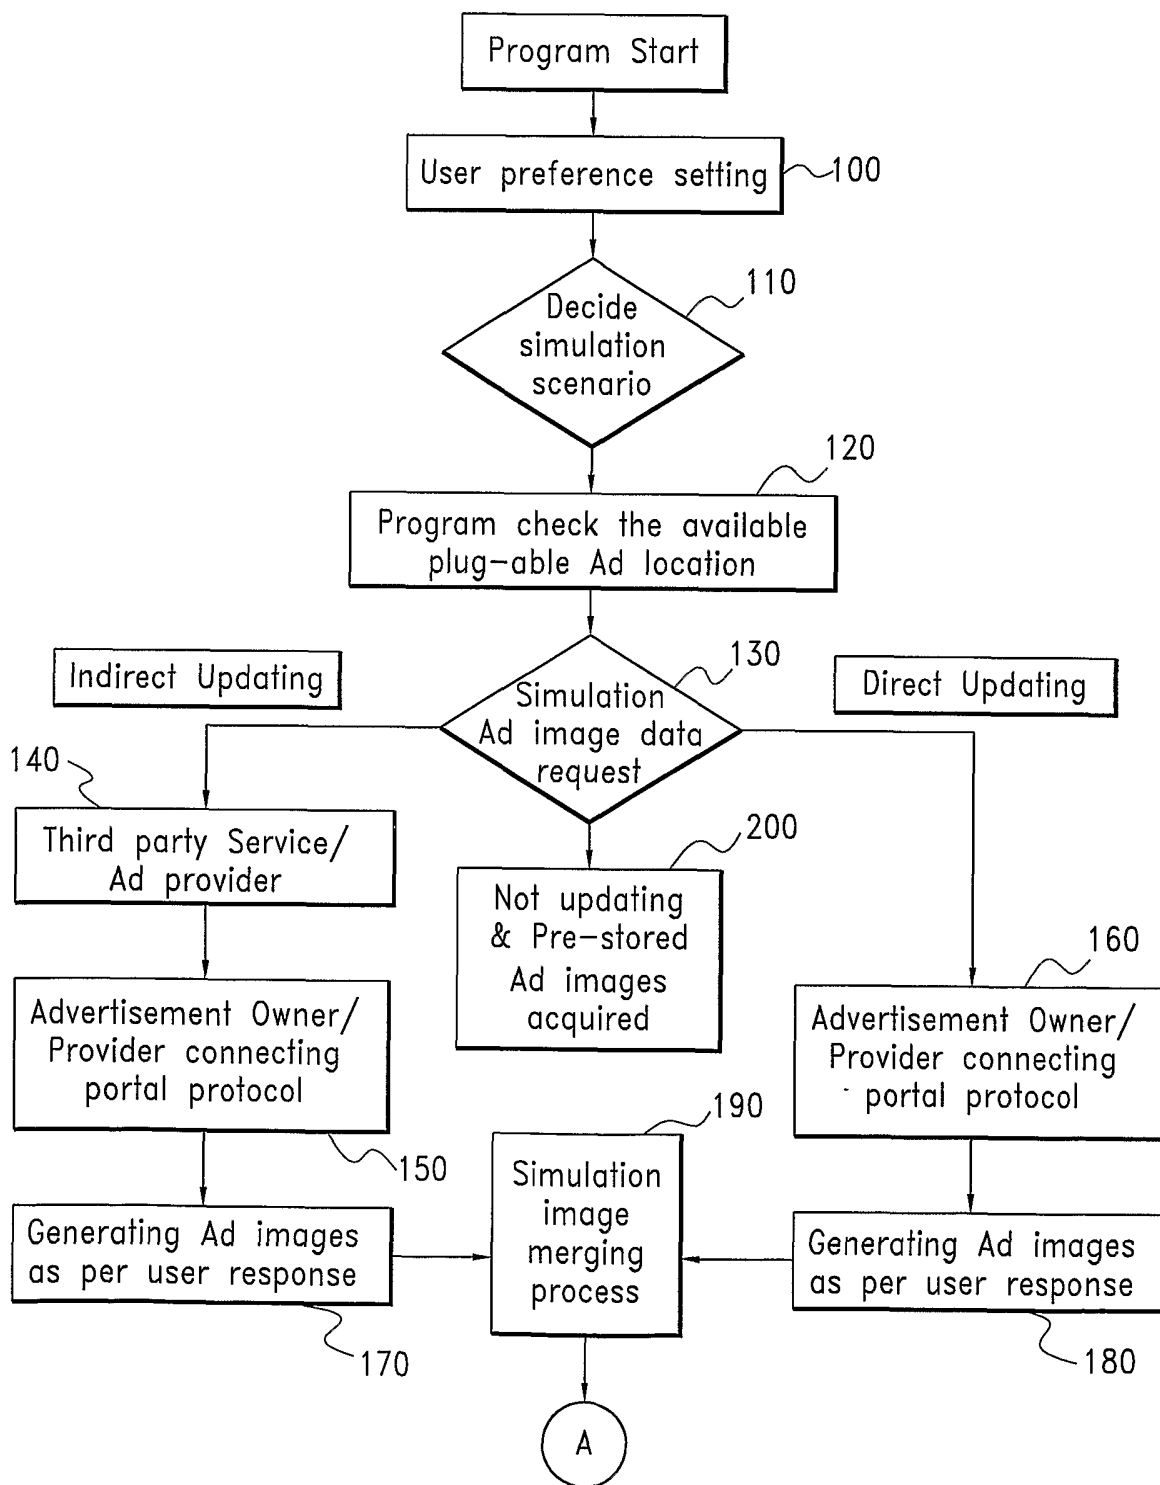 Program Start
User preference setting
100
Decide
simulation
scenario
110
Program check the available
plug-able Ad location
120
Indirect Updating
Simulation
Ad image data
request
130
Direct Updating
140
Third party Service/
Ad provider
200
Not updating
& Pre-stored
Ad images
acquired
160
Advertisement Owner/
Provider connecting
portal protocol
150
Advertisement Owner/
Provider connecting
portal protocol
190
Simulation
image
merging
process
Generating Ad images
as per user response
170
Generating Ad images
as per user response
180
A